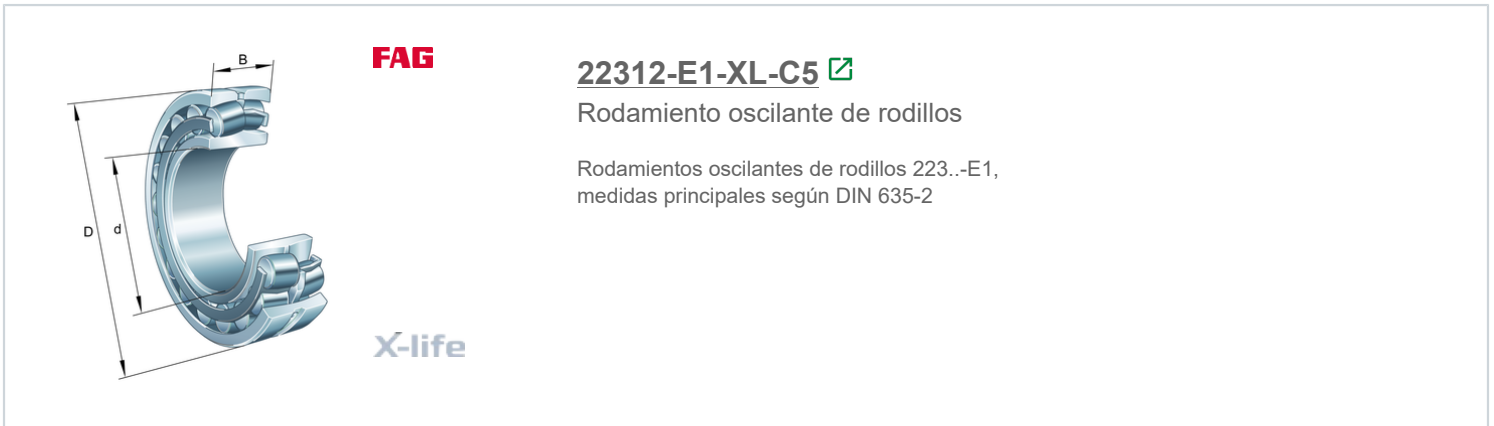 B
D
d
FAG
X-life
22312-E1-XL-C5
Rodamiento oscilante de rodillos
Rodamientos oscilantes de rodillos 223..-E1,
medidas principales según DIN 635-2